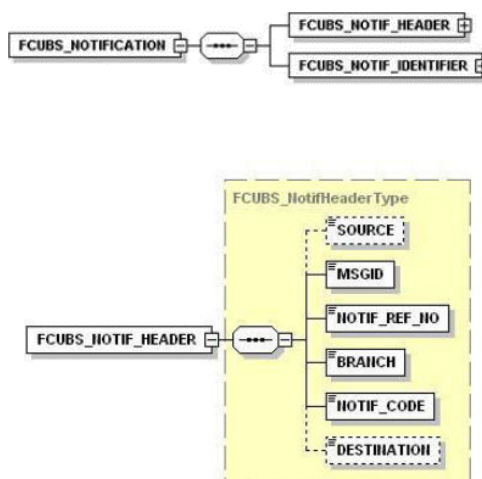 FCUBS_NOTIF_HEADER
FCUBS_NOTIFICATION
FCUBS_NOTIF_IDENTIFIER
FCUBS_NotifHeaderType
SOURCE
MSGID
NOTIF_REF_NO
FCUBS_NOTIF_HEADER
BRANCH
NOTIF_CODE
DESTINATION